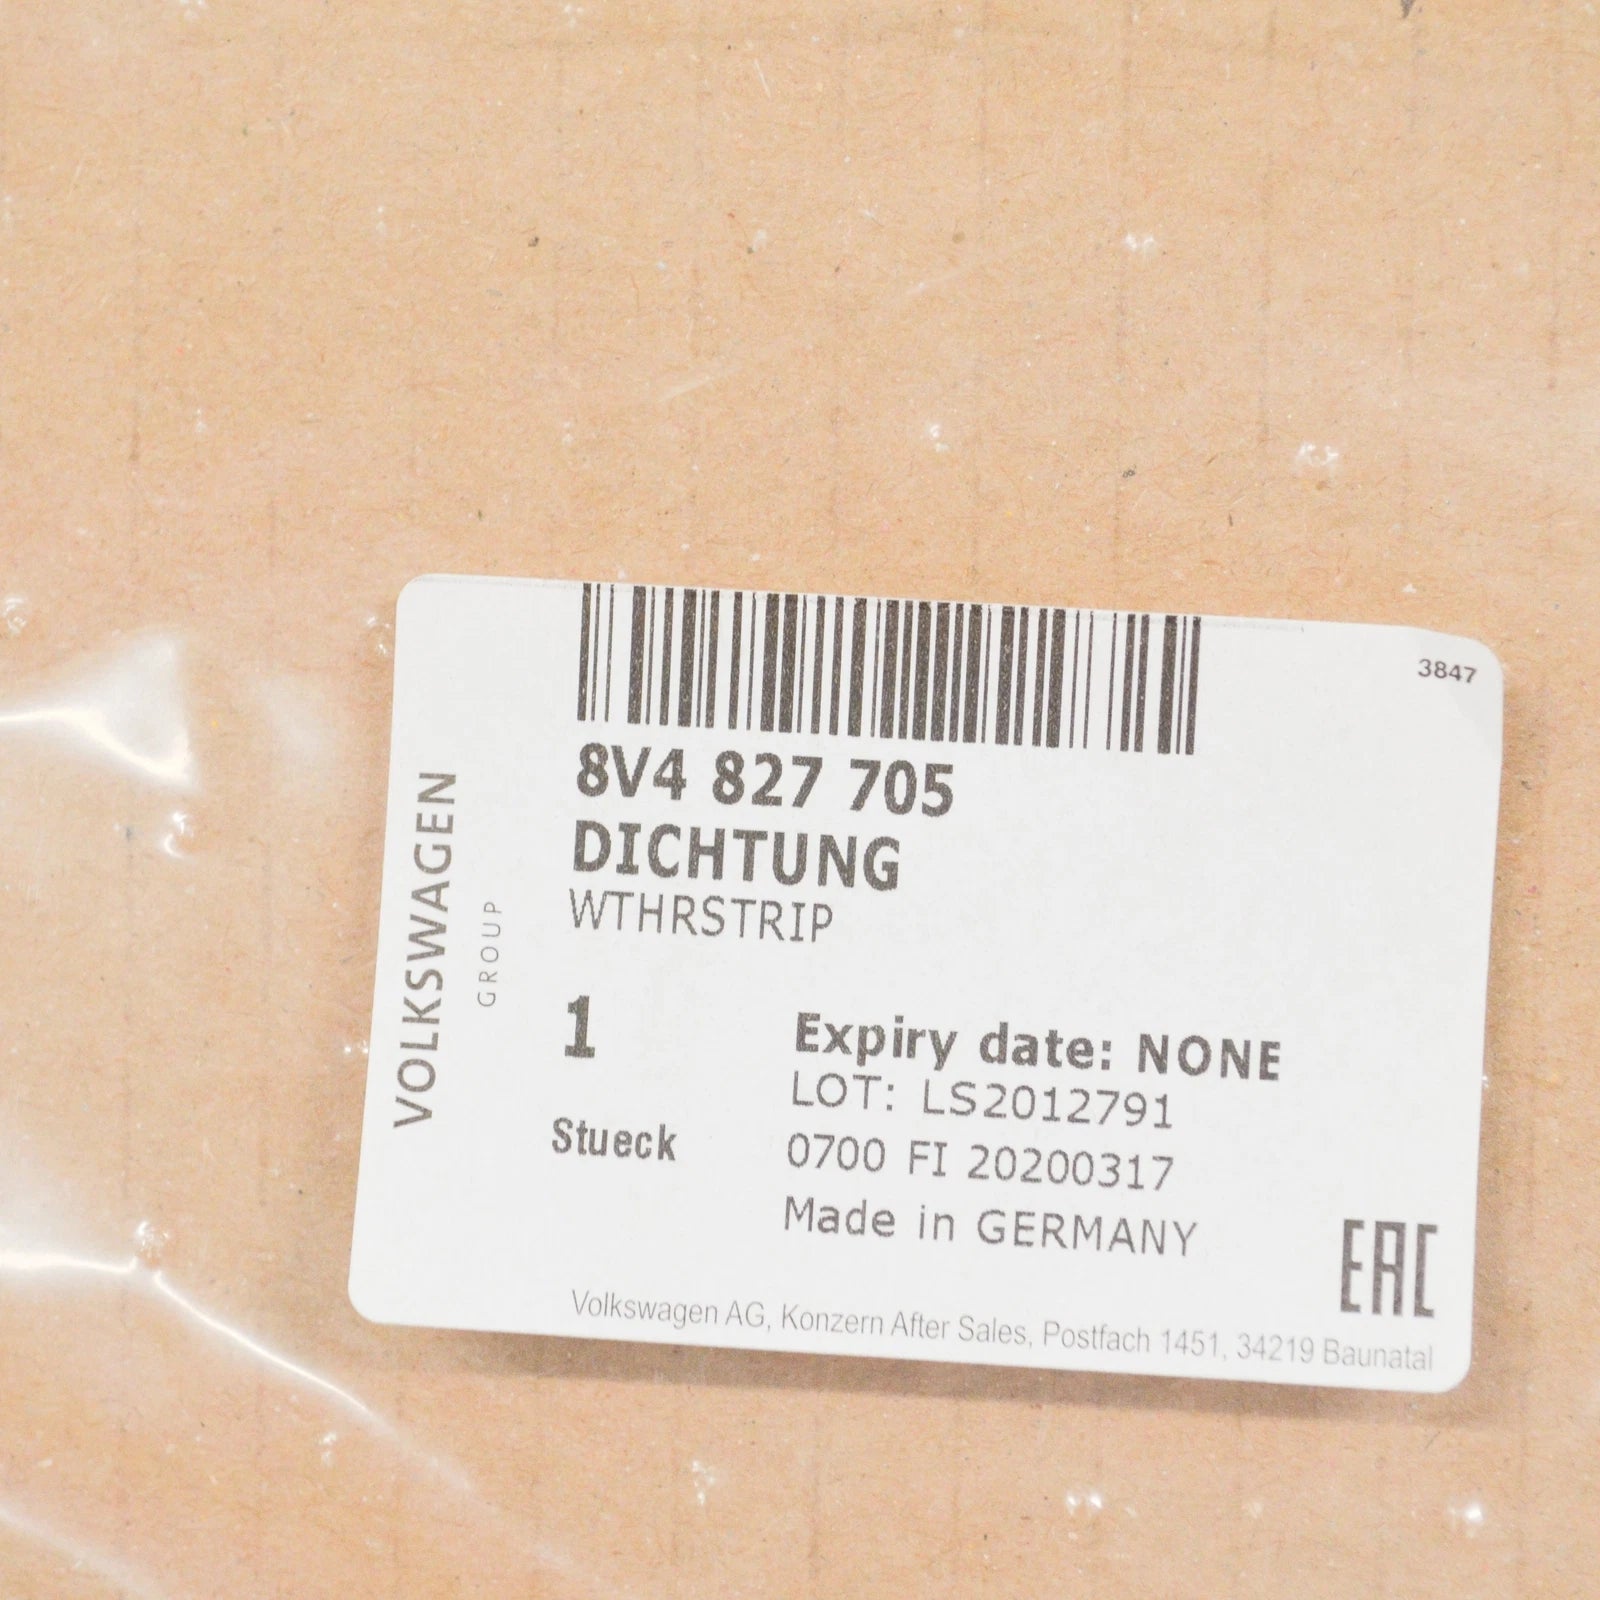 3847
8V4 827 705
DICHTUNG
WTHRSTRIP
VOLKSWAGEN
GROUP
1
Stueck
Expiry date: NONE
LOT: LS2012791
0700 FI 20200317
Made in GERMANY
EAC
Volkswagen AG, Konzern After Sales, Postfach 1451, 34219 Baunatal